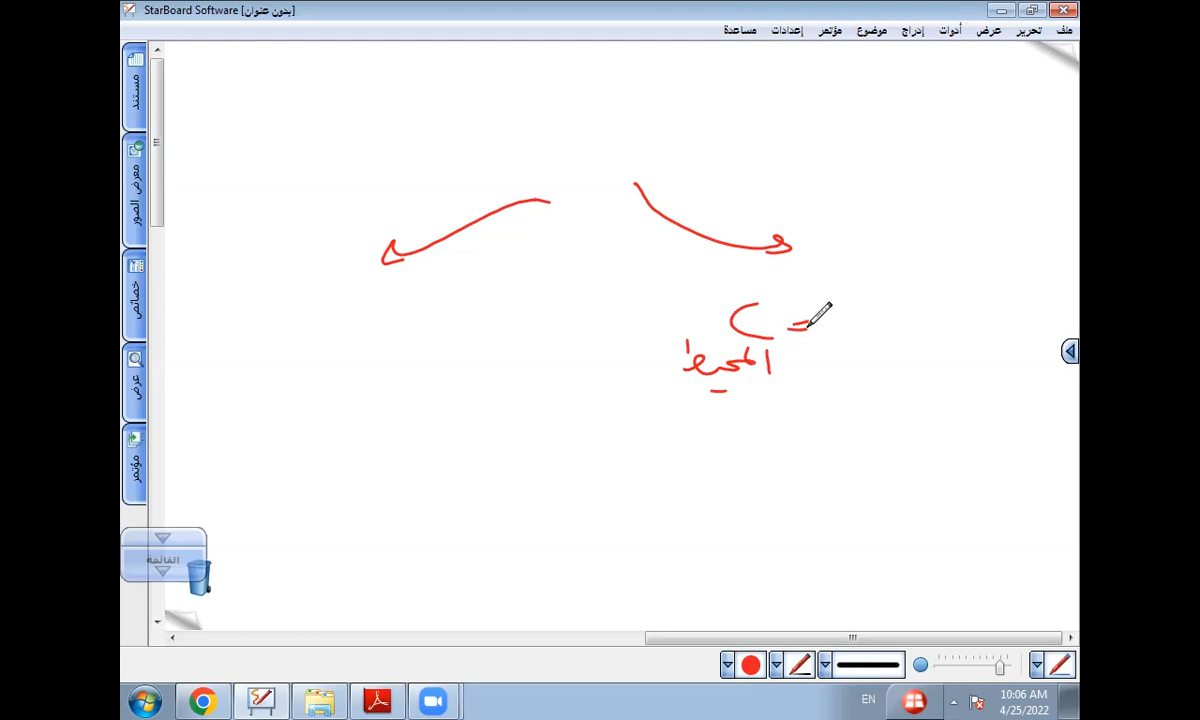 StarBoard Software [بدون عنوان]
ملف تحرير عرض أدوات إدراج موضوع مؤتمر إعدادات مساعدة
مستند
معرض الصور
خصائص
عرض
مؤتمر
C =
المحيط
القائمة
EN
10:06 AM
4/25/2022